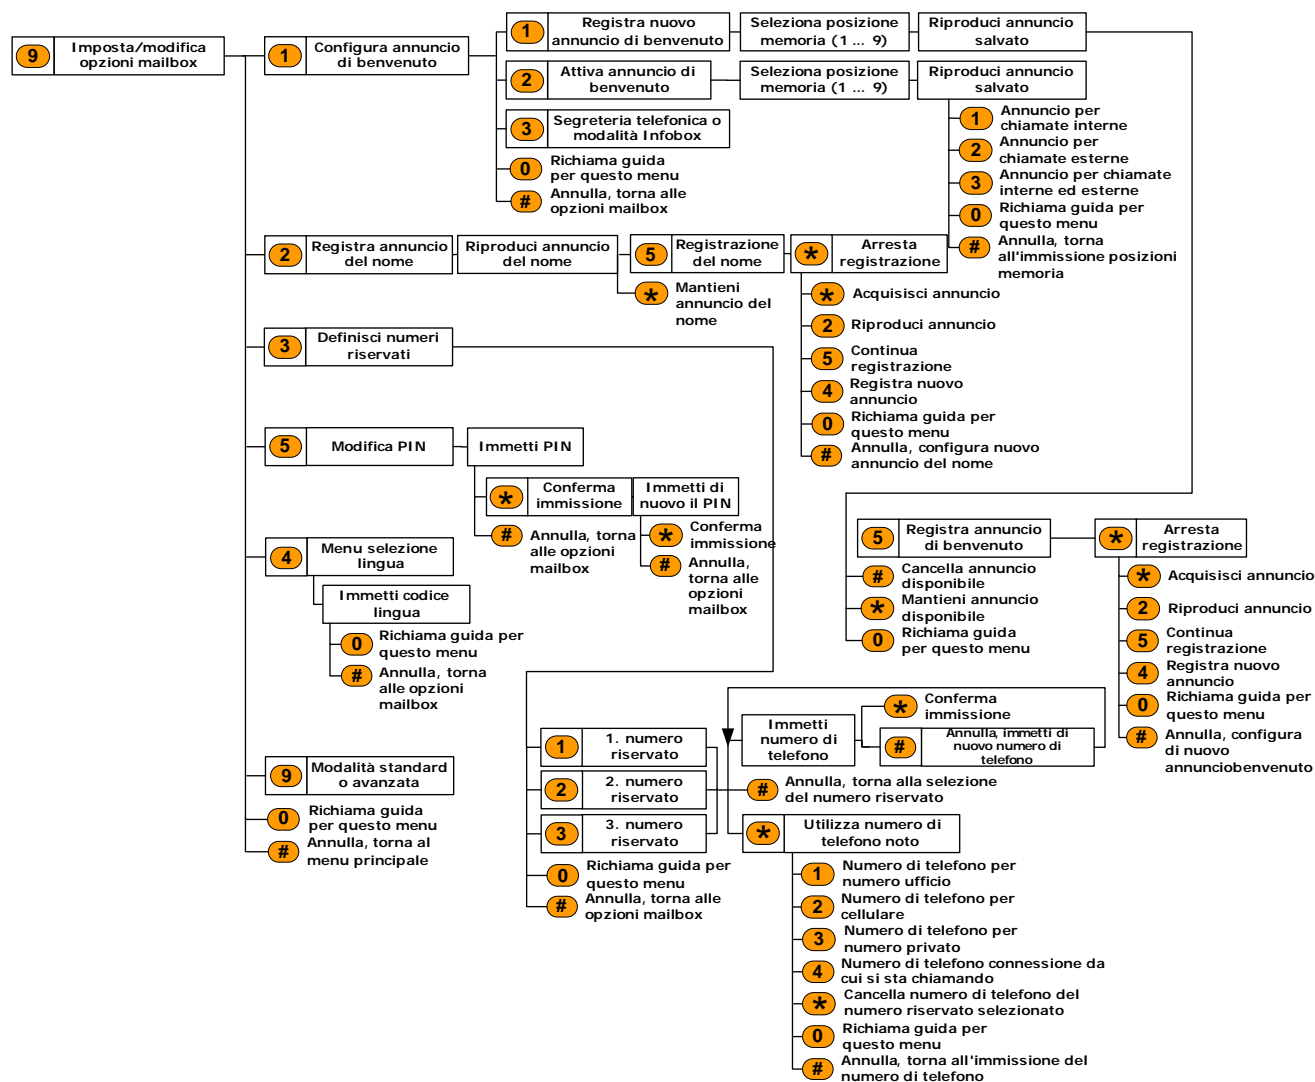 9 Imposta/modifica
opzioni mailbox
1 Configura annuncio
di benvenuto
1 Registra nuovo
annuncio di benvenuto
Seleziona posizione
memoria (1 ... 9)
Riproduci annuncio
salvato
2 Attiva annuncio di
benvenuto
Seleziona posizione
memoria (1 ... 9)
Riproduci annuncio
salvato
1 Annuncio per
chiamate interne
2 Annuncio per
chiamate esterne
3 Annuncio per chiamate
interne ed esterne
0 Richiama guida per
questo menu
# Annulla, torna
all'immissione posizioni
memoria
3 Segreteria telefonica o
modalità Infobox
0 Richiama guida
per questo menu
# Annulla, torna alle
opzioni mailbox
2 Registra annuncio
del nome
Riproduci annuncio
del nome
5 Registrazione
del nome
* Arresta
registrazione
* Mantieni
annuncio del
nome
* Acquisisci annuncio
2 Riproduci annuncio
5 Continua
registrazione
4 Registra nuovo
annuncio
0 Richiama guida per
questo menu
# Annulla, configura nuovo
annuncio del nome
3 Definisci numeri
riservati
5 Modifica PIN
Immetti PIN
* Conferma
immissione
Immetti di
nuovo il PIN
# Annulla, torna
alle opzioni
mailbox
* Conferma
immissione
# Annulla,
torna alle
opzioni
mailbox
4 Menu selezione
lingua
Immetti codice
lingua
0 Richiama guida per
questo menu
# Annulla, torna
alle opzioni
mailbox
5 Registra annuncio
di benvenuto
* Arresta
registrazione
# Cancella annuncio
disponibile
* Mantieni annuncio
disponibile
0 Richiama guida
per questo menu
* Acquisisci annuncio
2 Riproduci annuncio
5 Continua
registrazione
4 Registra nuovo
annuncio
0 Richiama guida per
questo menu
# Annulla, configura
di nuovo
annunciobenvenuto
9 Modalità standard
o avanzata
0 Richiama guida
per questo menu
# Annulla, torna al
menu principale
1 1. numero
riservato
2 2. numero
riservato
3 3. numero
riservato
0 Richiama guida per
questo menu
# Annulla, torna alle
opzioni mailbox
Immetti
numero di
telefono
* Conferma
immissione
# Annulla, immetti di
nuovo numero di
telefono
# Annulla, torna alla selezione
del numero riservato
* Utilizza numero di
telefono noto
1 Numero di telefono per
numero ufficio
2 Numero di telefono per
cellulare
3 Numero di telefono per
numero privato
4 Numero di telefono connessione da
cui si sta chiamando
* Cancella numero di telefono del
numero riservato selezionato
0 Richiama guida per
questo menu
# Annulla, torna all'immissione del
numero di telefono